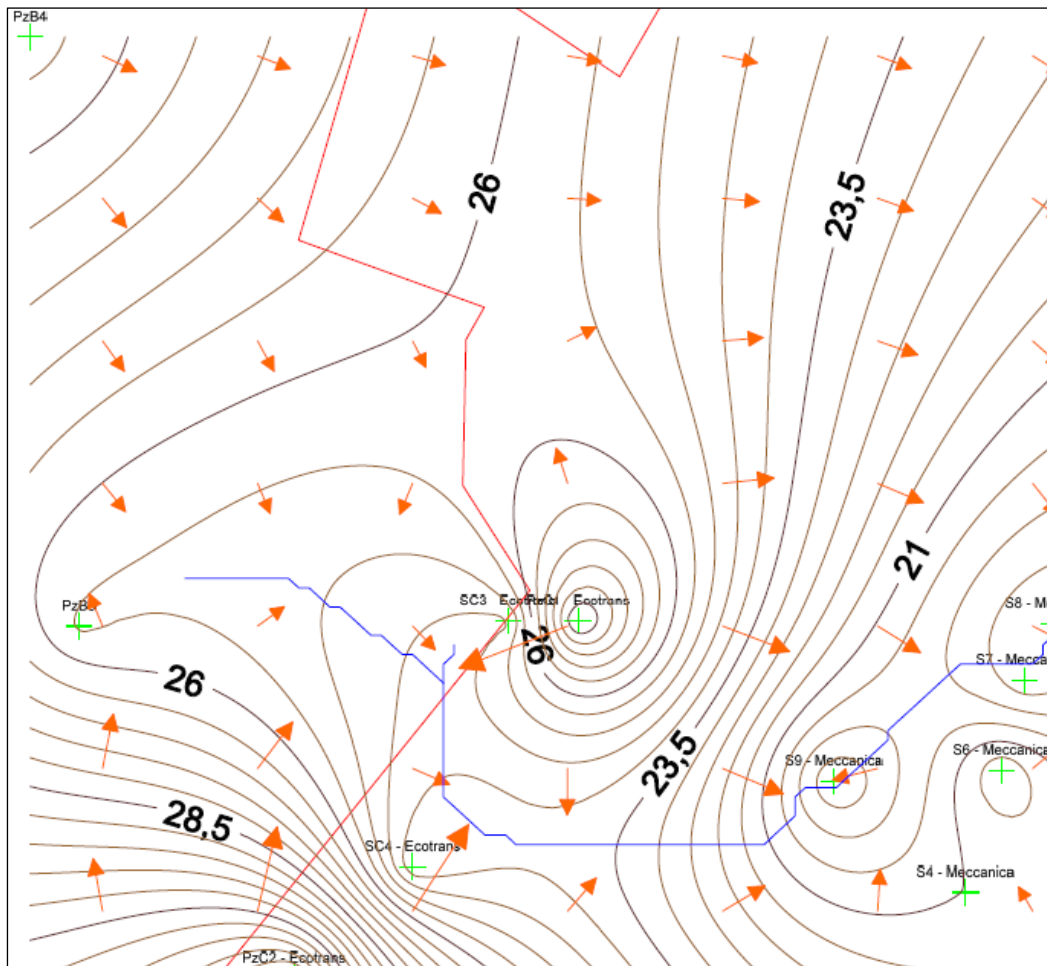 PzB4
26
23,5
21
S8 - M
PzB
SC3
Ecotrans
S7 - Mecca
26
26
S6 - Meccanica
S9 - Meccanica
23,5
28,5
SC4 - Ecotrans
S4 - Meccanica
PzC2 - Ecotrans